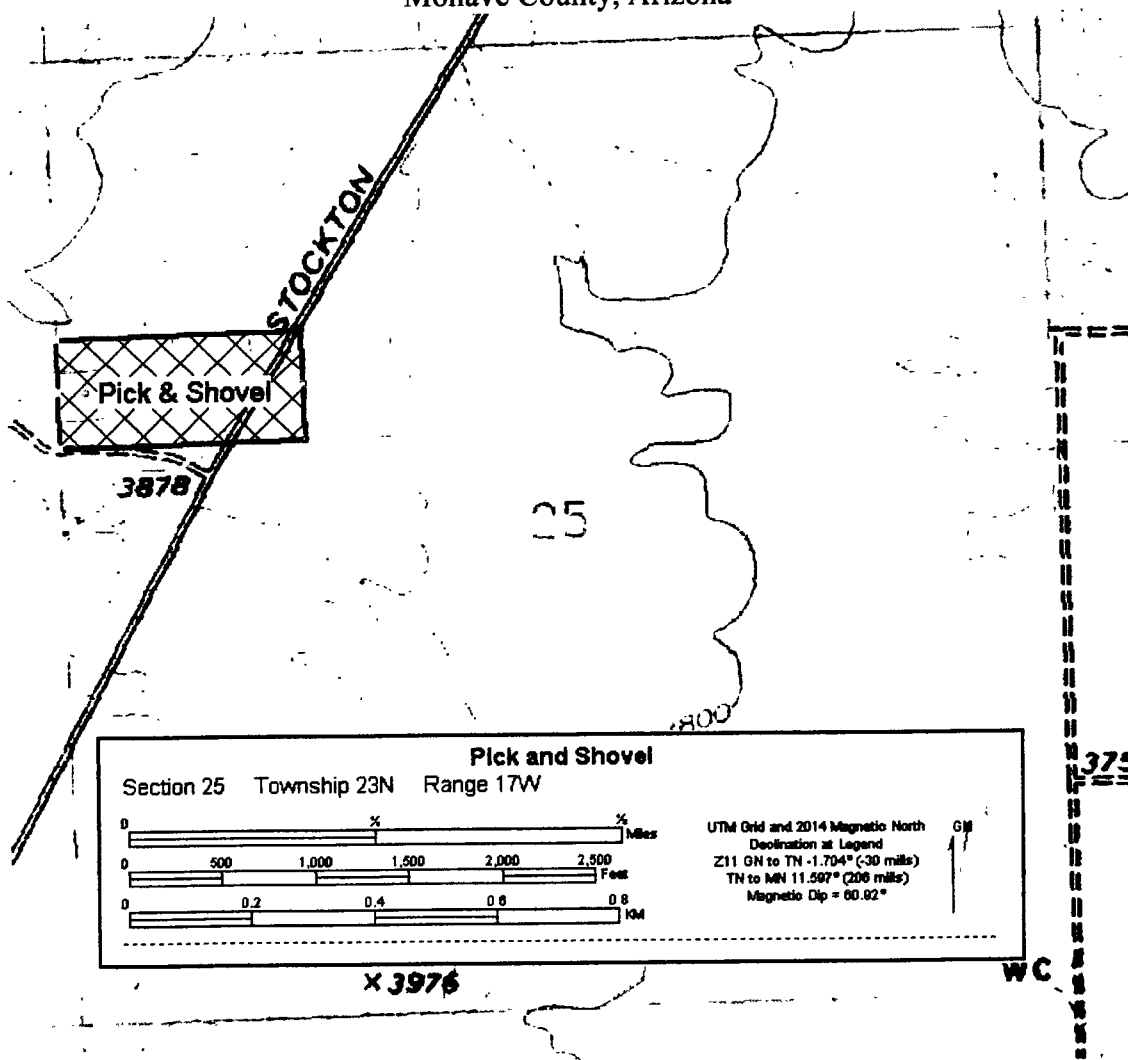 Mohave County, Arizona
STOCKTON
Pick & Shovel
3878
25
Pick and Shovel
Section 25 Township 23N Range 17W
0 Miles
0 500 1,000 1,500 2,000 2,500 Feet
0 0.2 0.4 0.6 0.8 KM
UTM Grid and 2014 Magnetic North
Declination at Legend
Z11 GN to TN -1.704° (-30 mills)
TN to MN 11.597° (206 mills)
Magnetic Dip = 60.92°
GN
375
WC
× 3976